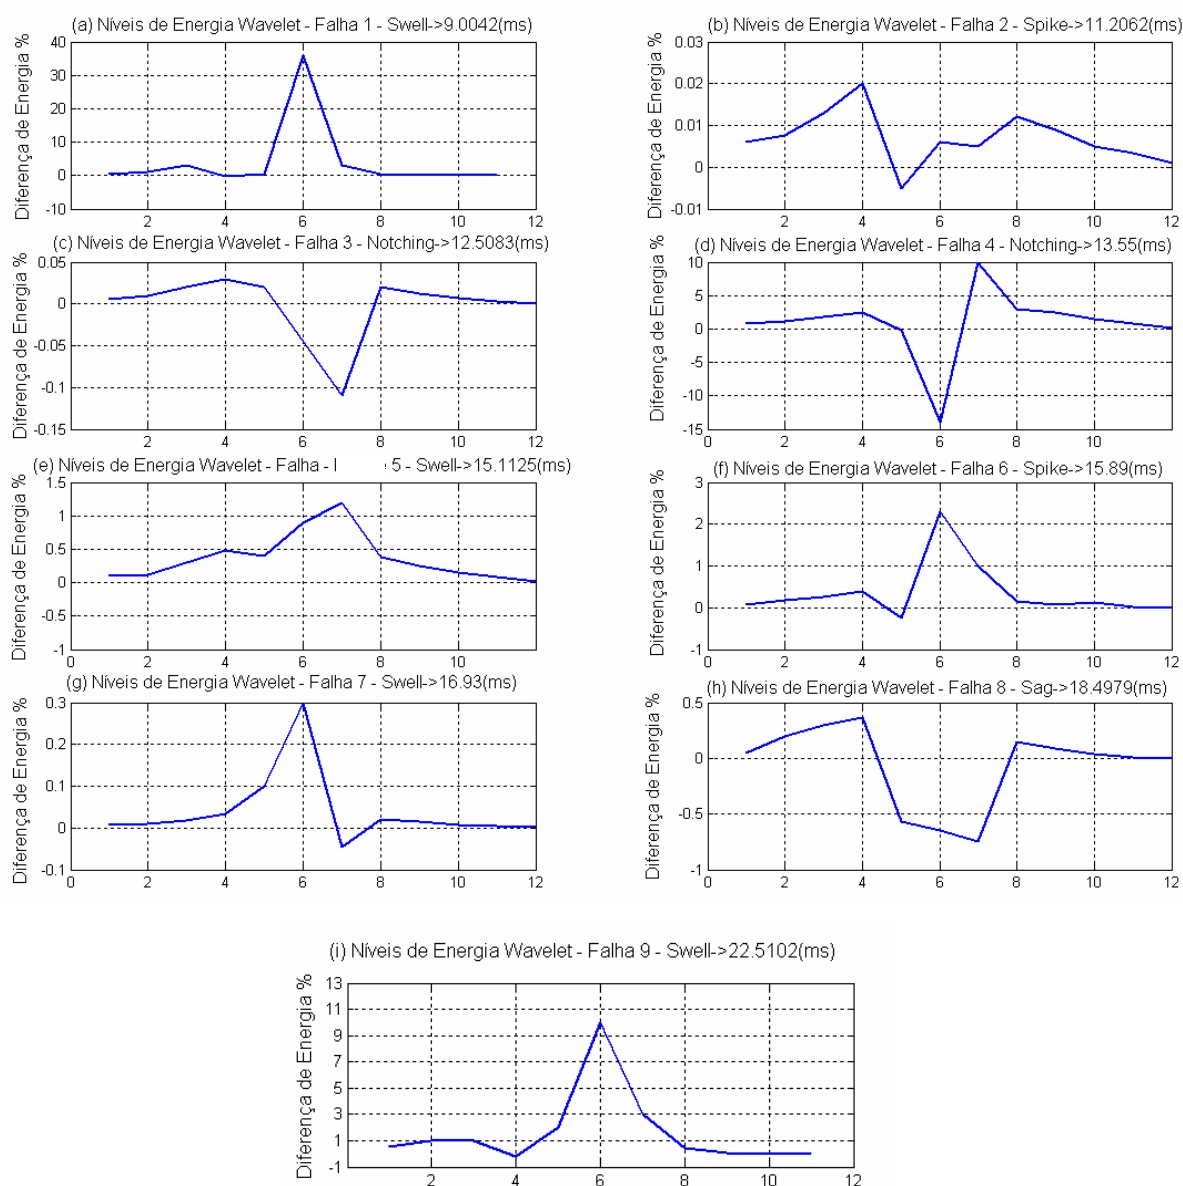 (a) Níveis de Energia Wavelet - Falha 1 - Swell->9.0042(ms)
Diferença de Energia %
40
30
20
10
0
-10
2 4 6 8 10 12
(b) Níveis de Energia Wavelet - Falha 2 - Spike->11.2062(ms)
Diferença de Energia %
0.03
0.02
0.01
0
-0.01
2 4 6 8 10 12
(c) Níveis de Energia Wavelet - Falha 3 - Notching->12.5083(ms)
Diferença de Energia %
0.05
0
-0.05
-0.1
-0.15
2 4 6 8 10 12
(d) Níveis de Energia Wavelet - Falha 4 - Notching->13.55(ms)
Diferença de Energia %
10
5
0
-5
-10
-15
0 2 4 6 8 10 12
(e) Níveis de Energia Wavelet - Falha - 5 - Swell->15.1125(ms)
Diferença de Energia %
1.5
1
0.5
0
-0.5
-1
0 2 4 6 8 10 12
(f) Níveis de Energia Wavelet - Falha 6 - Spike->15.89(ms)
Diferença de Energia %
3
2
1
0
-1
0 2 4 6 8 10 12
(g) Níveis de Energia Wavelet - Falha 7 - Swell->16.93(ms)
Diferença de Energia %
0.3
0.2
0.1
0
-0.1
0 2 4 6 8 10 12
(h) Níveis de Energia Wavelet - Falha 8 - Sag->18.4979(ms)
Diferença de Energia %
0.5
0
-0.5
-1
0 2 4 6 8 10 12
(i) Níveis de Energia Wavelet - Falha 9 - Swell->22.5102(ms)
Diferença de Energia %
13
11
9
7
5
3
1
-1
2 4 6 8 10 12